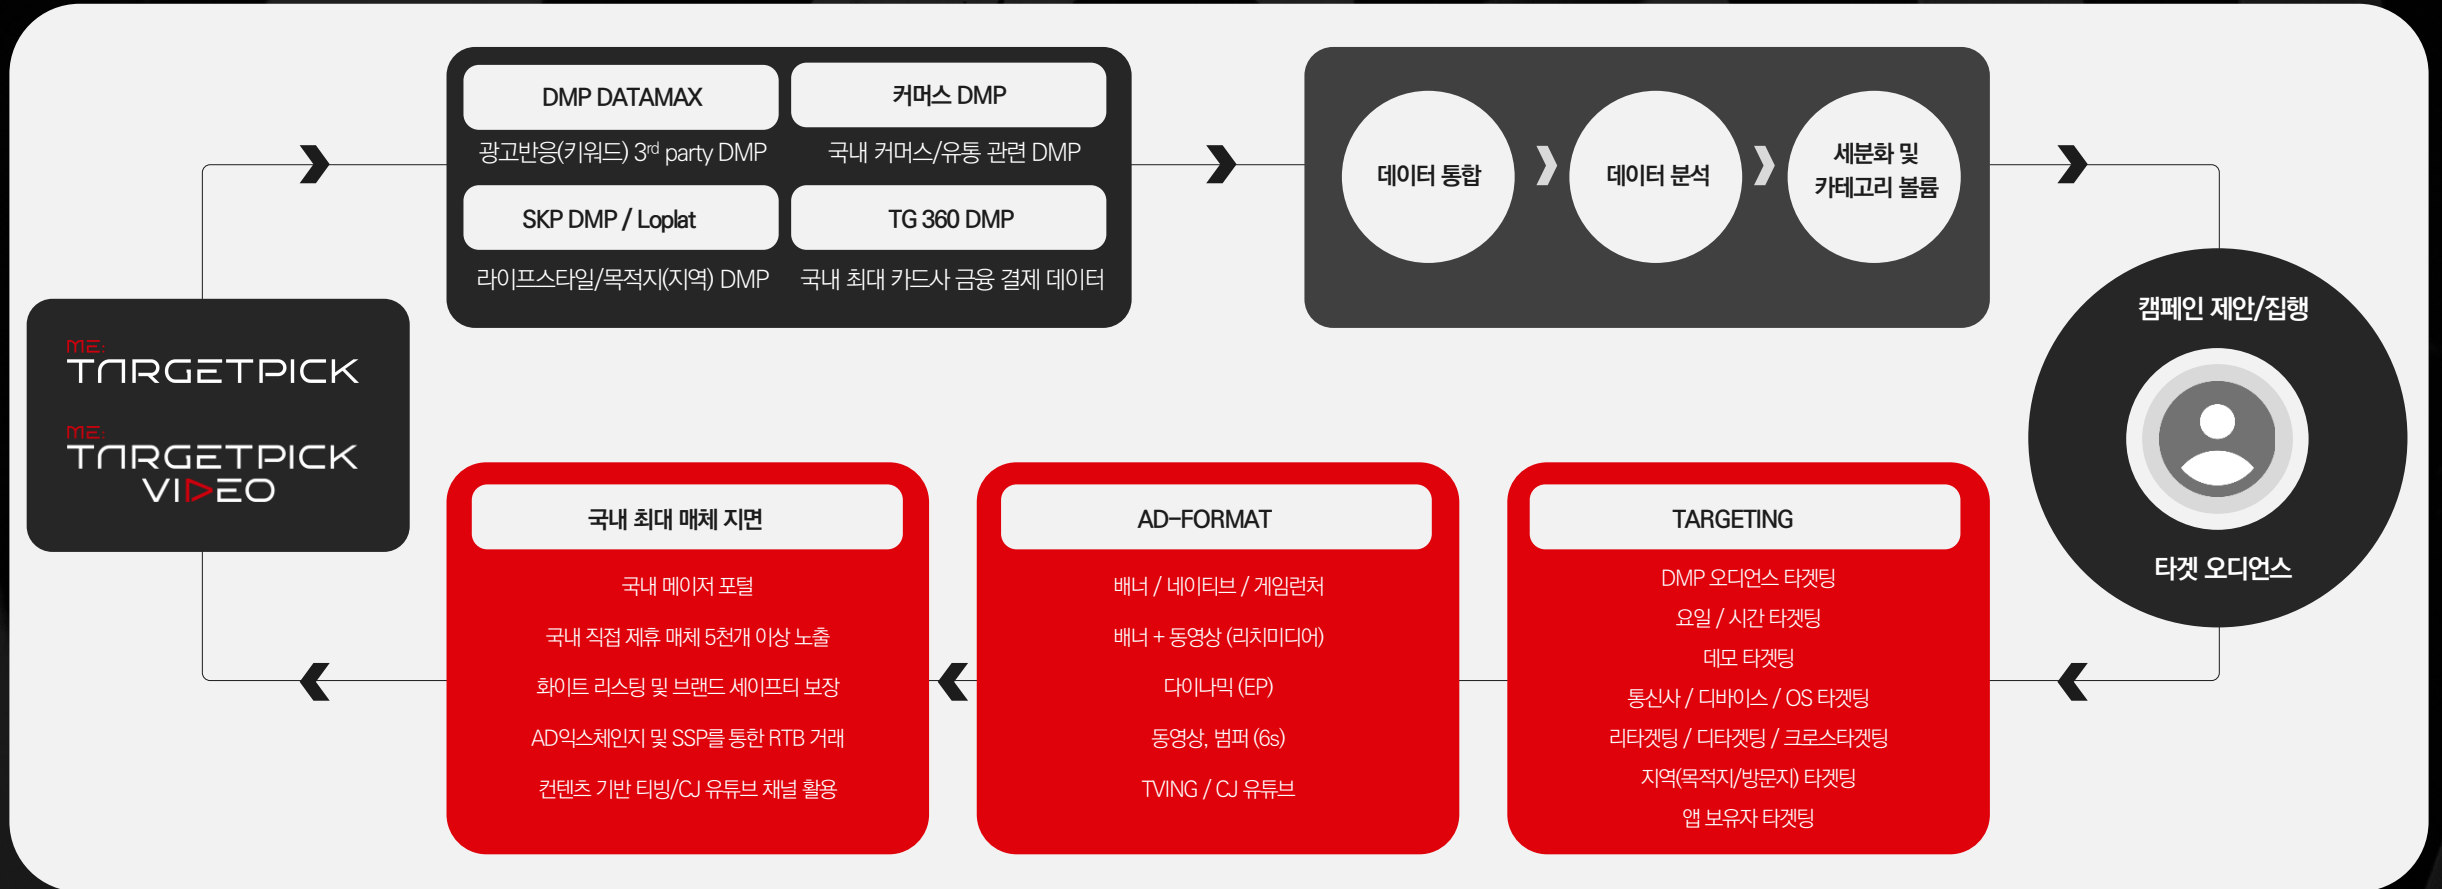 DMP DATAMAX
광고반응(키워드) 3rd party DMP
커머스 DMP
국내 커머스/유통 관련 DMP
SKP DMP / Loplat
라이프스타일/목적지(지역) DMP
TG 360 DMP
국내 최대 카드사 금융 결제 데이터
데이터 통합
데이터 분석
세분화 및
카테고리 볼륨
캠페인 제안/집행
타겟 오디언스
ME:
TARGETPICK
ME:
TARGETPICK
VIDEO
국내 최대 매체 지면
국내 메이저 포털
국내 직접 제휴 매체 5천개 이상 노출
화이트 리스팅 및 브랜드 세이프티 보장
AD익스체인지 및 SSP를 통한 RTB 거래
컨텐츠 기반 티빙/CJ 유튜브 채널 활용
AD-FORMAT
배너 / 네이티브 / 게임런처
배너 + 동영상 (리치미디어)
다이나믹 (EP)
동영상, 범퍼 (6s)
TVING / CJ 유튜브
TARGETING
DMP 오디언스 타겟팅
요일 / 시간 타겟팅
데모 타겟팅
통신사 / 디바이스 / OS 타겟팅
리타겟팅 / 디타겟팅 / 크로스타겟팅
지역(목적지/방문지) 타겟팅
앱 보유자 타겟팅